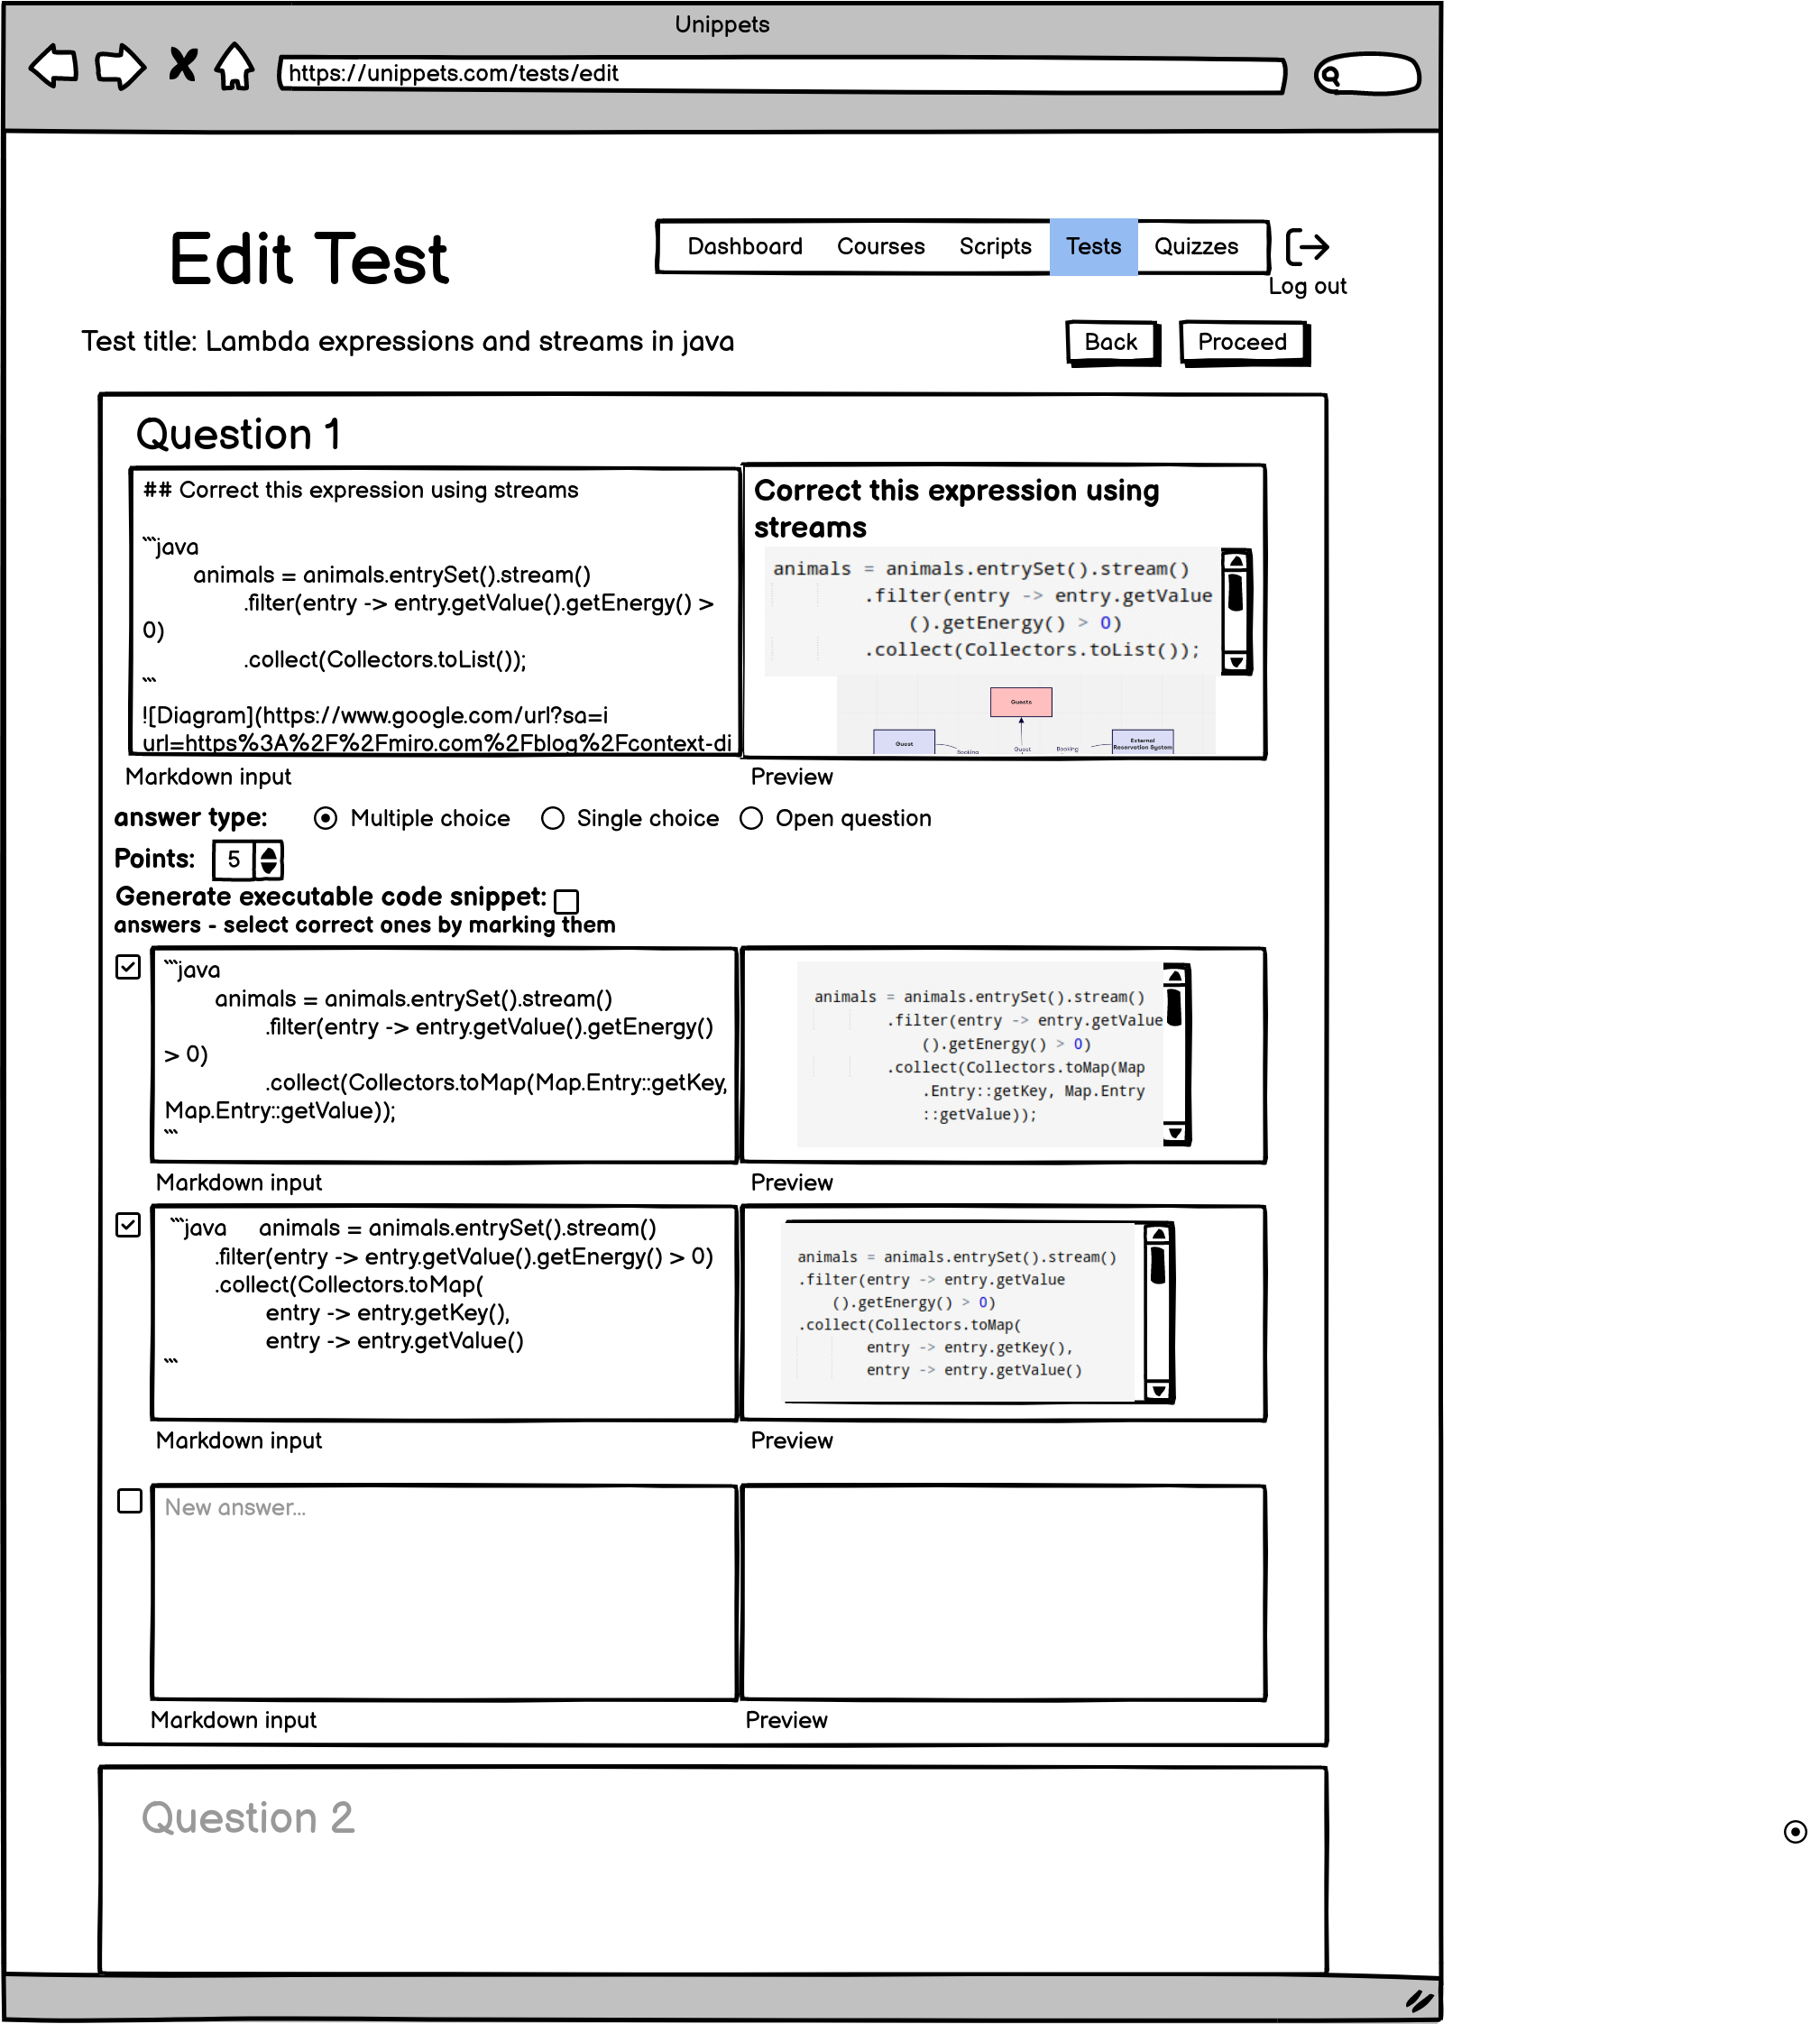 Unippets
https://unippets.com/tests/edit
Edit Test
Dashboard Courses Scripts Tests Quizzes
Log out
Test title: Lambda expressions and streams in java
Back Proceed
Question 1
## Correct this expression using streams
```java
animals = animals.entrySet().stream()
.filter(entry -> entry.getValue().getEnergy() >
0)
.collect(Collectors.toList());
```
![Diagram](https://www.google.com/url?sa=i
url=https%3A%2F%2Fmiro.com%2Fblog%2Fcontext-di
Markdown input
Correct this expression using
streams
animals = animals.entrySet().stream()
.filter(entry -> entry.getValue
().getEnergy() > 0)
.collect(Collectors.toList());
Guests
Guest
Booking
Guest
Booking
External
Reservation System
Preview
answer type: Multiple choice Single choice Open question
Points: 5
Generate executable code snippet:
answers - select correct ones by marking them
```java
animals = animals.entrySet().stream()
.filter(entry -> entry.getValue().getEnergy()
> 0)
.collect(Collectors.toMap(Map.Entry::getKey,
Map.Entry::getValue));
```
Markdown input
animals = animals.entrySet().stream()
.filter(entry -> entry.getValue
().getEnergy() > 0)
.collect(Collectors.toMap(Map
.Entry::getKey, Map.Entry
::getValue));
Preview
```java animals = animals.entrySet().stream()
.filter(entry -> entry.getValue().getEnergy() > 0)
.collect(Collectors.toMap(
entry -> entry.getKey(),
entry -> entry.getValue()
```
Markdown input
animals = animals.entrySet().stream()
.filter(entry -> entry.getValue
().getEnergy() > 0)
.collect(Collectors.toMap(
entry -> entry.getKey(),
entry -> entry.getValue()
Preview
New answer...
Markdown input
Preview
Question 2